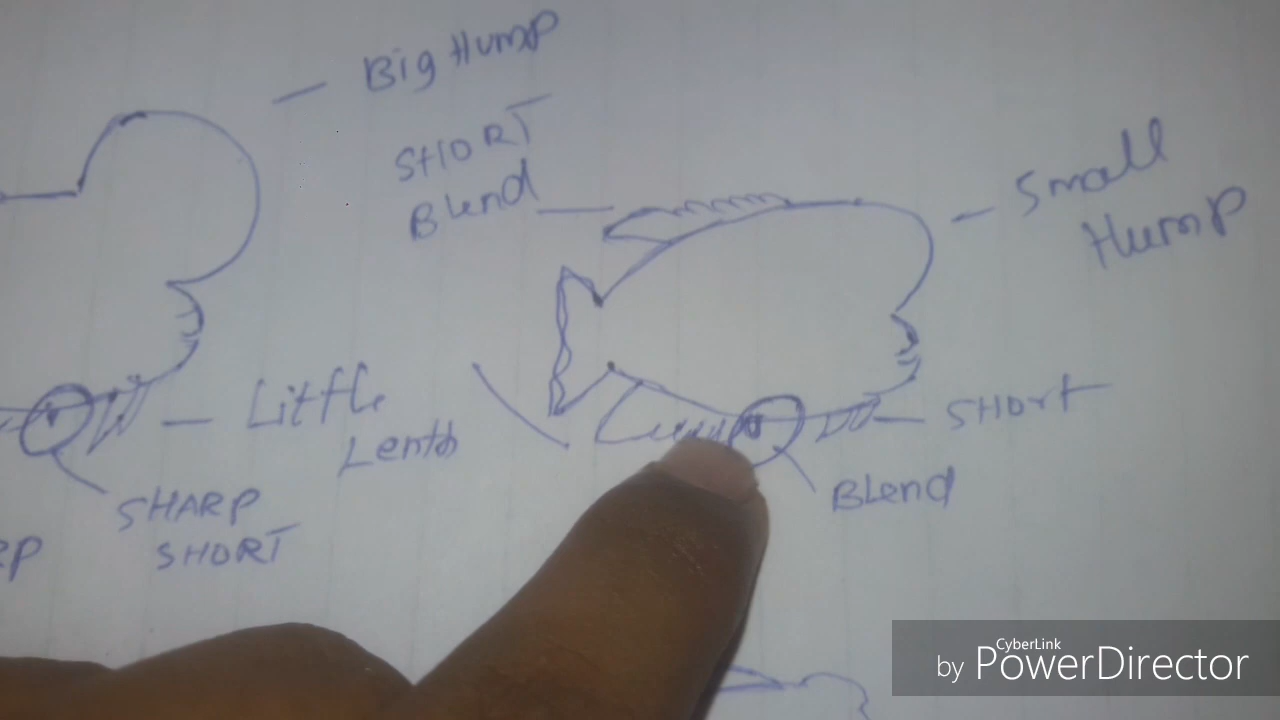 Big Hump
SHORT
Blend
Small
Hump
Little
Lenth
SHORT
Blend
SHARP
SHORT
CyberLink
by PowerDirector